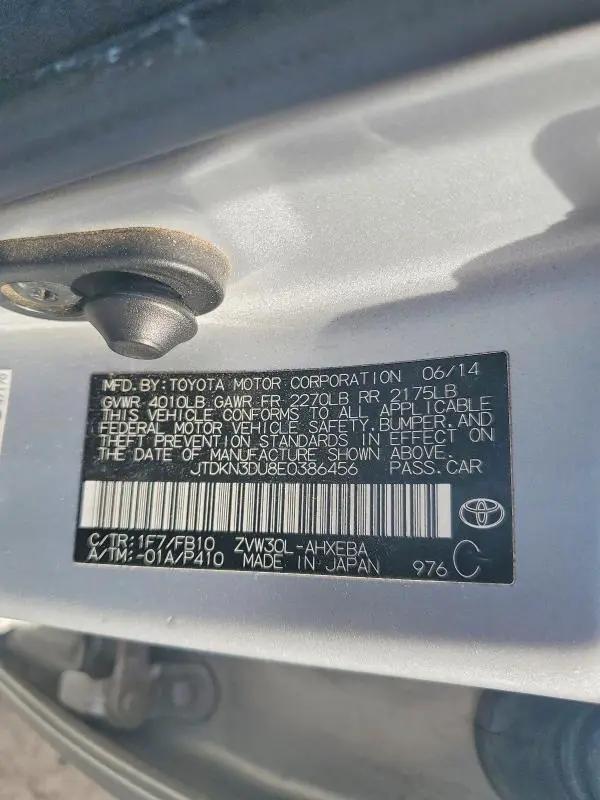 MFD. BY: TOYOTA MOTOR CORPORATION 06/14
GVWR 4010LB GAWR FR 2270LB RR 2175LB
THIS VEHICLE CONFORMS TO ALL APPLICABLE
FEDERAL MOTOR VEHICLE SAFETY, BUMPER, AND
THEFT PREVENTION STANDARDS IN EFFECT ON
THE DATE OF MANUFACTURE SHOWN ABOVE.
JTDKN3DU8E0386456 PASS.CAR
C/TR: 1F7/FB10 ZVW30L-AHXEBA
A/TM: -01A/P410 MADE IN JAPAN 976 C